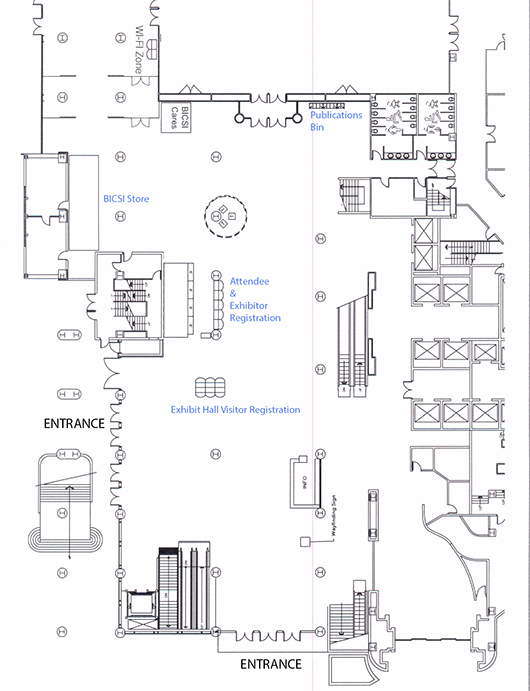 Wi-Fi Zone
BICSI
Cares
Publications
Bin
BICSI Store
Attendee
&
Exhibitor
Registration
Exhibit Hall Visitor Registration
ENTRANCE
INFO
Wayfinding Sign
ENTRANCE